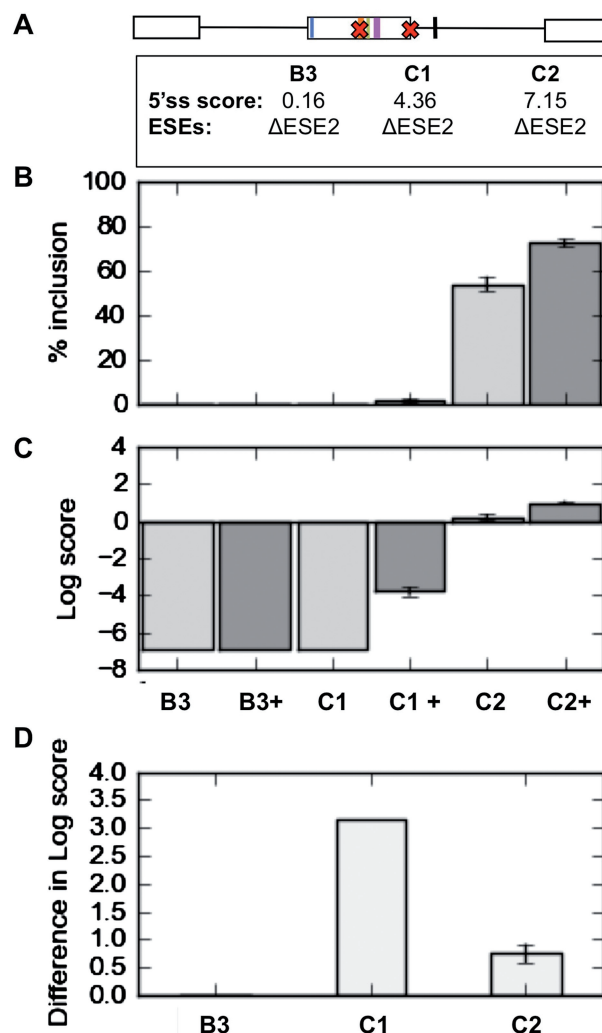 A
B3 C1 C2
5'ss score: 0.16 4.36 7.15
ESEs: ΔESE2 ΔESE2 ΔESE2
B
% inclusion
100
80
60
40
20
0
C
Log score
4
2
0
−2
−4
−6
−8
B3 B3+ C1 C1 + C2 C2+
D
Difference in Log score
4.0
3.5
3.0
2.5
2.0
1.5
1.0
0.5
0.0
B3 C1 C2